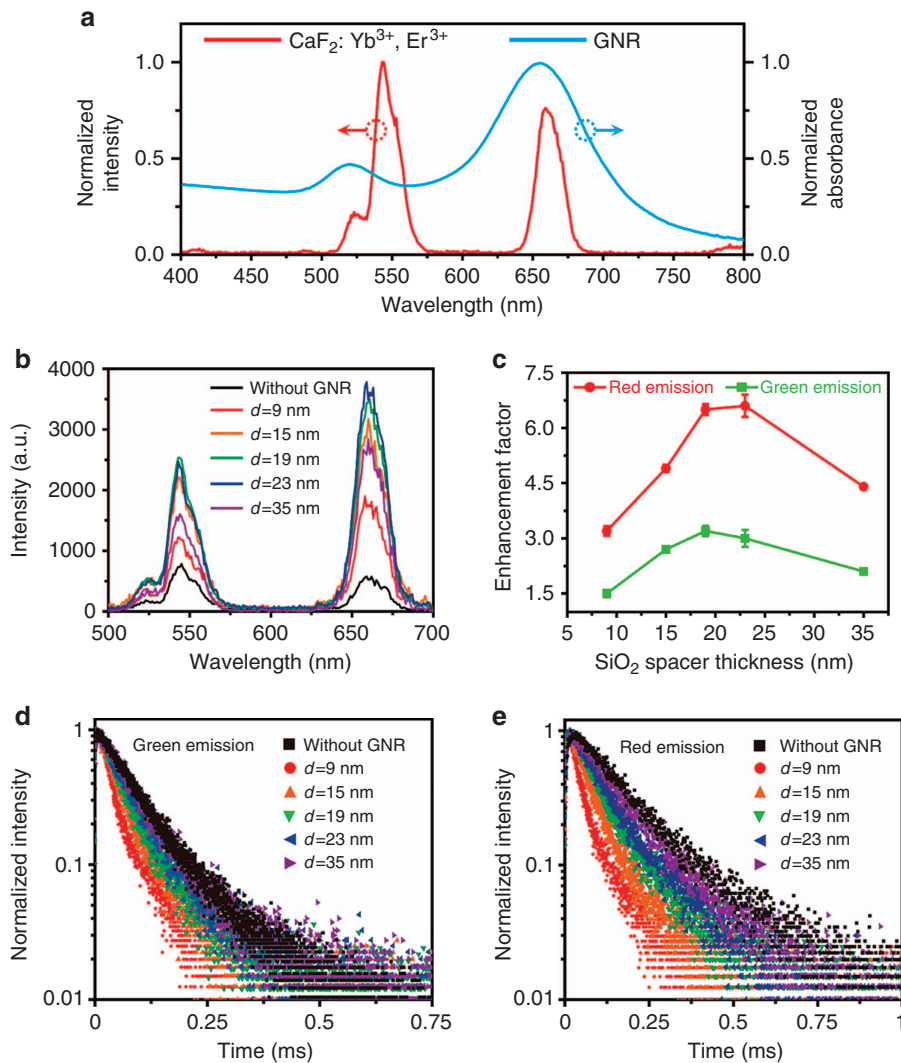 a
CaF₂: Yb³⁺, Er³⁺
GNR
1.0
0.5
0.0
Normalized
intensity
1.0
0.5
0.0
Normalized
absorbance
400 450 500 550 600 650 700 750 800
Wavelength (nm)
b
4000
3000
2000
1000
0
Intensity (a.u.)
Without GNR
d=9 nm
d=15 nm
d=19 nm
d=23 nm
d=35 nm
500 550 600 650 700
Wavelength (nm)
c
7.5
6.0
4.5
3.0
1.5
Enhancement factor
Red emission
Green emission
5 10 15 20 25 30 35
SiO₂ spacer thickness (nm)
d
1
0.1
0.01
Normalized intensity
Green emission
Without GNR
d=9 nm
d=15 nm
d=19 nm
d=23 nm
d=35 nm
0 0.25 0.5 0.75
Time (ms)
e
1
0.1
0.01
Normalized intensity
Red emission
Without GNR
d=9 nm
d=15 nm
d=19 nm
d=23 nm
d=35 nm
0 0.25 0.5 0.75 1
Time (ms)